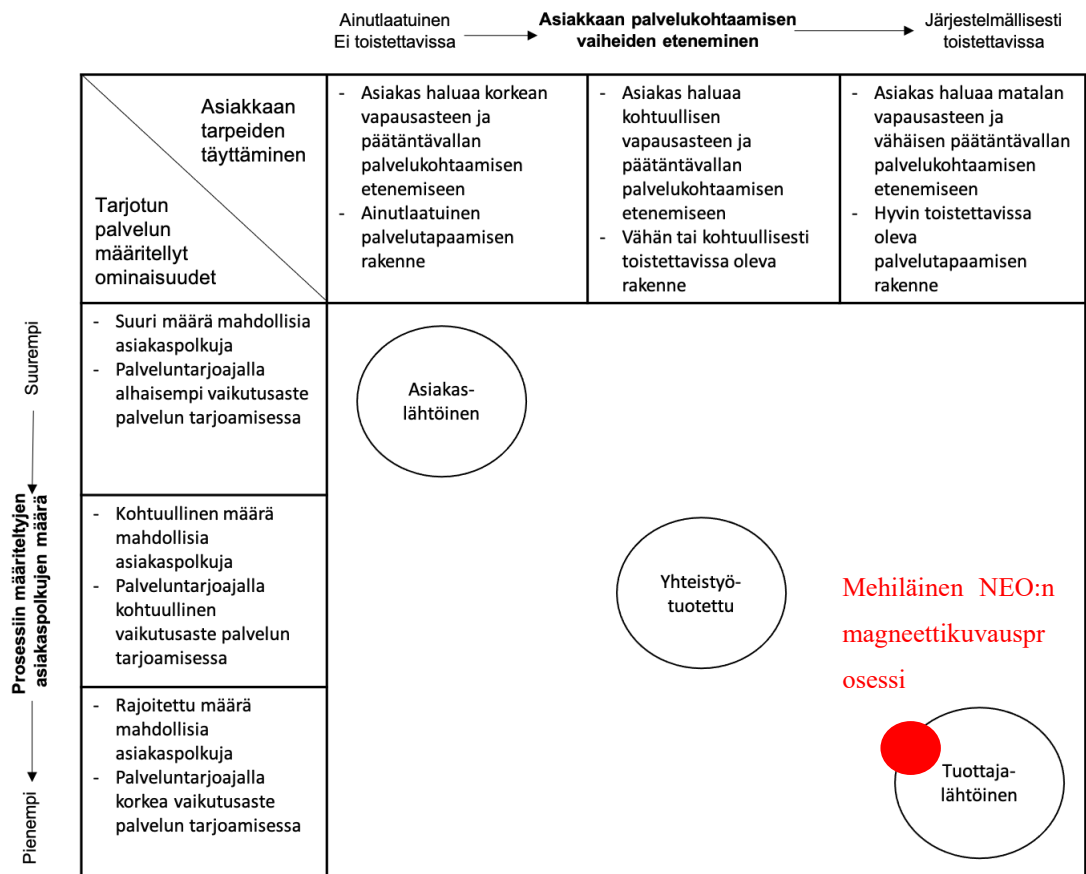 Ainutlaatuinen
Ei toistettavissa
Asiakkaan palvelukohtaamisen
vaiheiden eteneminen
Järjestelmällisesti
toistettavissa
Asiakkaan
tarpeiden
täyttäminen
Tarjotun
palvelun
määritellyt
ominaisuudet
- Asiakas haluaa korkean
vapausasteen ja
päätäntävallan
palvelukohtaamisen
etenemiseen
- Ainutlaatuinen
palvelutapaamisen
rakenne
- Asiakas haluaa
kohtuullisen
vapausasteen ja
päätäntävallan
palvelukohtaamisen
etenemiseen
- Vähän tai kohtuullisesti
toistettavissa oleva
rakenne
- Asiakas haluaa matalan
vapausasteen ja
vähäisen päätäntävallan
palvelukohtaamisen
etenemiseen
- Hyvin toistettavissa
oleva
palvelutapaamisen
rakenne
Suurempi
Prosessiin määriteltyjen
asiakaspolkujen määrä
Pienempi
- Suuri määrä mahdollisia
asiakaspolkuja
- Palveluntarjoajalla
alhaisempi vaikutusaste
palvelun tarjoamisessa
Asiakas-
lähtöinen
- Kohtuullinen määrä
mahdollisia
asiakaspolkuja
- Palveluntarjoajalla
kohtuullinen
vaikutusaste palvelun
tarjoamisessa
Yhteistyö-
tuotettu
Mehiläinen NEO:n
magneettikuvauspr
osessi
- Rajoitettu määrä
mahdollisia
asiakaspolkuja
- Palveluntarjoajalla
korkea vaikutusaste
palvelun tarjoamisessa
Tuottaja-
lähtöinen